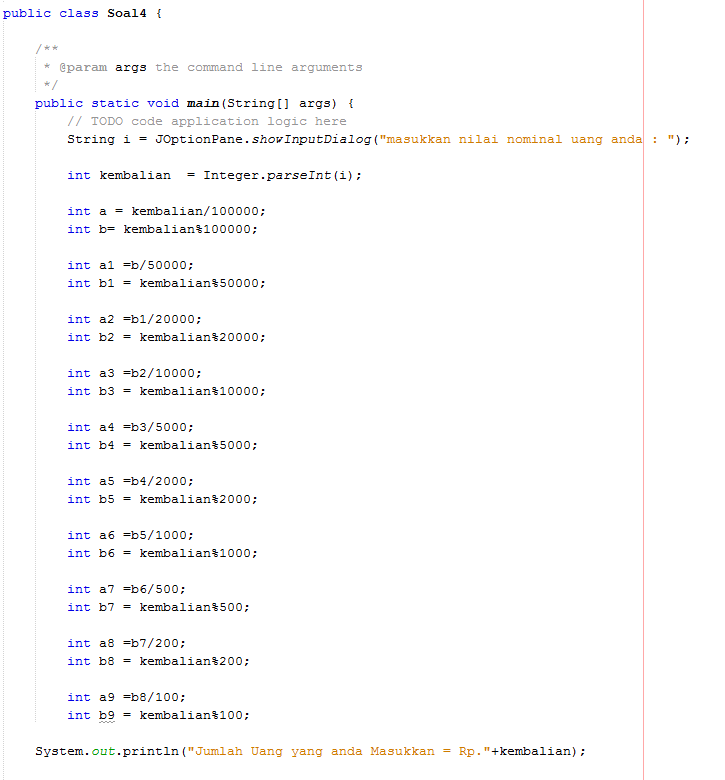 public class Soal4 {
/**
* @param args the command line arguments
*/
public static void main(String[] args) {
// TODO code application logic here
String i = JOptionPane.showInputDialog("masukkan nilai nominal uang anda : ");
int kembalian  = Integer.parseInt(i);
int a = kembalian/100000;
int b= kembalian%100000;
int a1 =b/50000;
int b1 = kembalian%50000;
int a2 =b1/20000;
int b2 = kembalian%20000;
int a3 =b2/10000;
int b3 = kembalian%10000;
int a4 =b3/5000;
int b4 = kembalian%5000;
int a5 =b4/2000;
int b5 = kembalian%2000;
int a6 =b5/1000;
int b6 = kembalian%1000;
int a7 =b6/500;
int b7 = kembalian%500;
int a8 =b7/200;
int b8 = kembalian%200;
int a9 =b8/100;
int b9 = kembalian%100;
System.out.println("Jumlah Uang yang anda Masukkan = Rp."+kembalian);